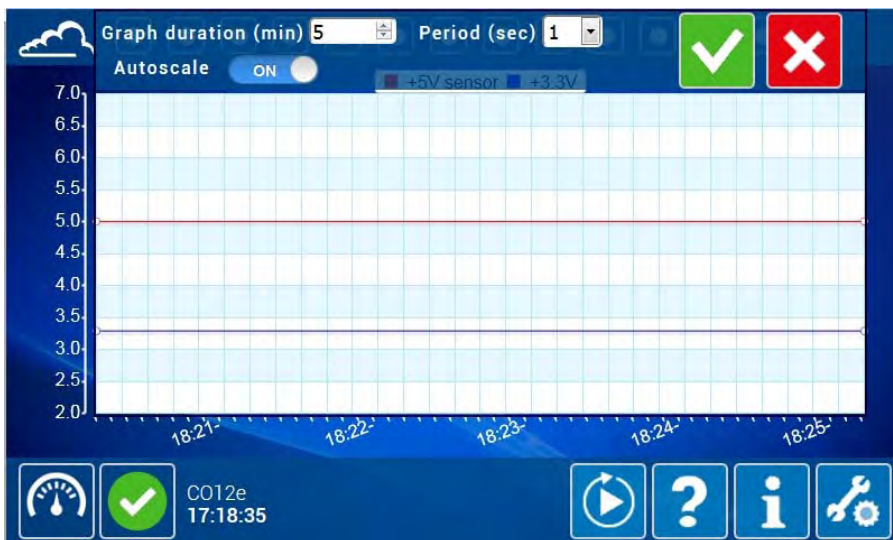 Graph duration (min) 5 Period (sec) 1
Autoscale ON
+5V sensor +3.3V
7.0
6.5
6.0
5.5
5.0
4.5
4.0
3.5
3.0
2.5
2.0
18:21 18:22 18:23 18:24 18:25
CO12e
17:18:35